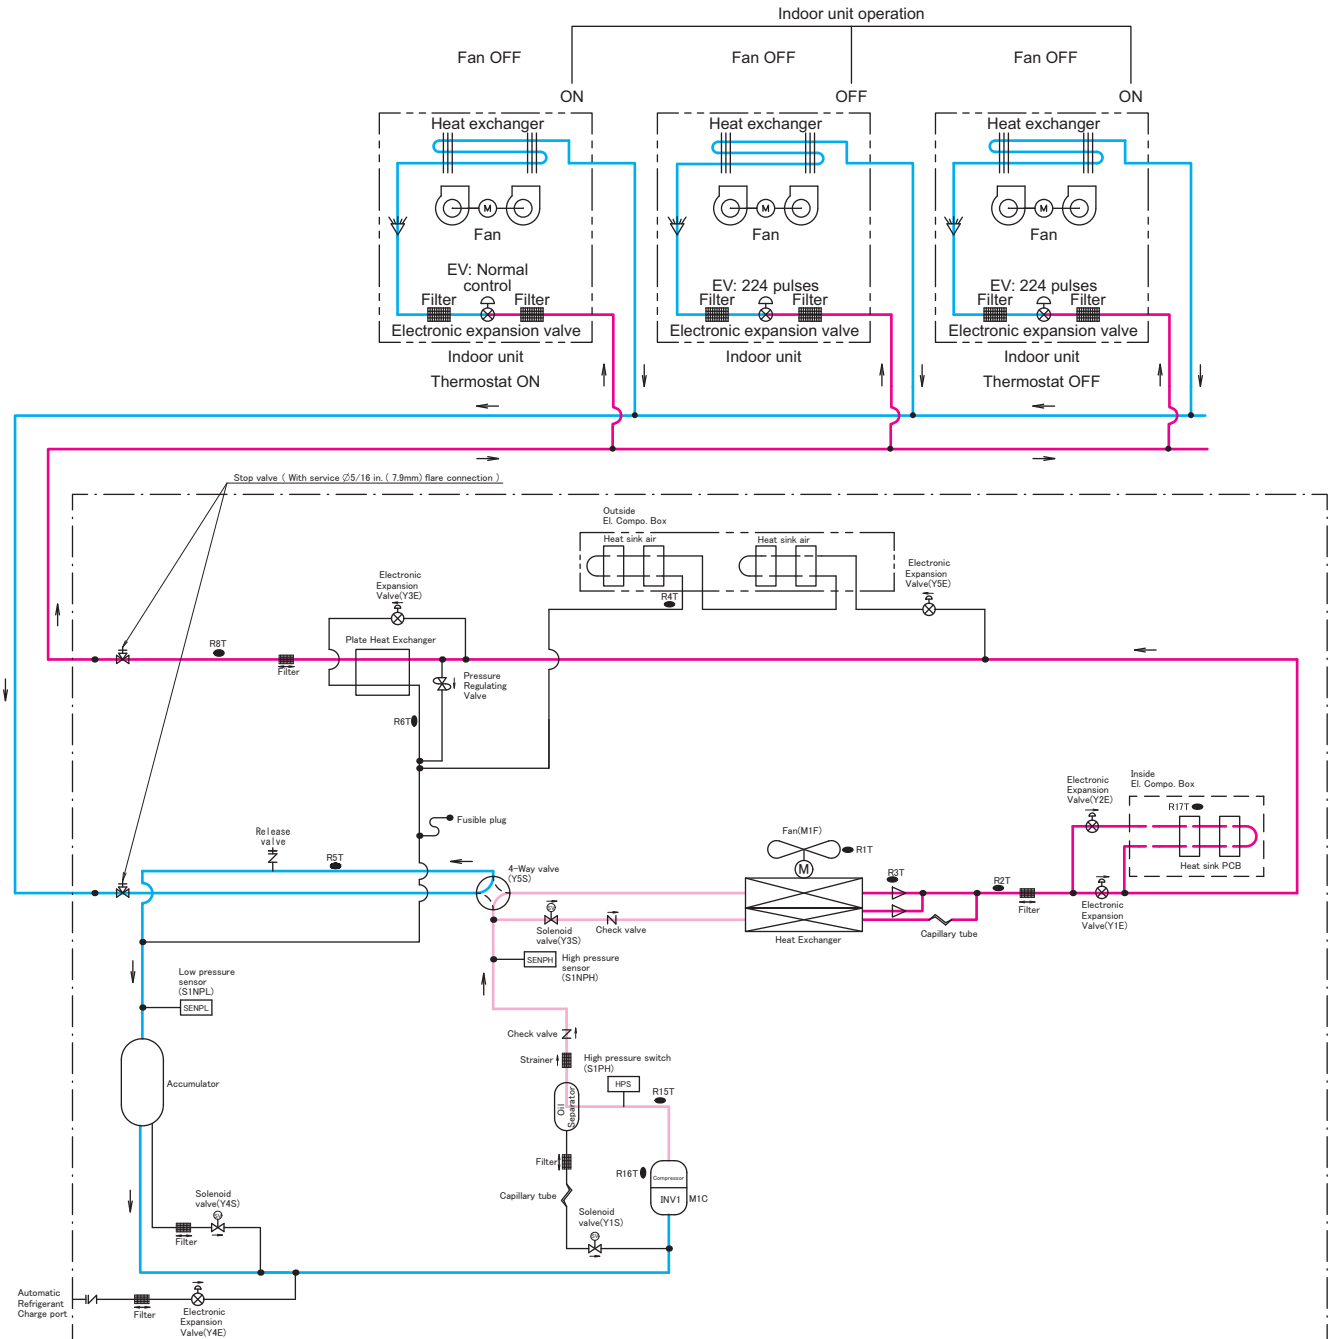 Indoor unit operation
Fan OFF
Fan OFF
Fan OFF
ON
OFF
ON
Heat exchanger
Heat exchanger
Heat exchanger
M
M
M
Fan
Fan
Fan
EV: Normal
control
EV: 224 pulses
EV: 224 pulses
Filter
Filter
Filter
Filter
Filter
Filter
Electronic expansion valve
Electronic expansion valve
Electronic expansion valve
Indoor unit
Indoor unit
Indoor unit
Thermostat ON
Thermostat OFF
Stop valve ( With service ∅5/16 in. ( 7.9mm) flare connection )
Outside
El. Compo. Box
Heat sink air
Heat sink air
Electronic
Expansion
Valve(Y3E)
Electronic
Expansion
Valve(Y5E)
R4T
Plate Heat Exchanger
R8T
Filter
Pressure
Regulating
Valve
R6T
Fusible plug
Release
valve
R5T
4-Way valve
(Y5S)
Fan(M1F)
R1T
M
R3T
R2T
Electronic
Expansion
Valve(Y2E)
Inside
El. Compo. Box
R17T
Heat sink PCB
Filter
Electronic
Expansion
Valve(Y1E)
SV
Solenoid
valve(Y3S)
Check valve
Heat Exchanger
Capillary tube
SENPH
High pressure
sensor
(S1NPH)
Low pressure
sensor
(S1NPL)
SENPL
Check valve
Strainer
High pressure switch
(S1PH)
HPS
R15T
Accumulator
Oil
Separator
Filter
R16T
Compressor
INV1
M1C
Capillary tube
Solenoid
valve(Y1S)
SV
Solenoid
valve(Y4S)
SV
Filter
Automatic
Refrigerant
Charge port
Filter
Electronic
Expansion
Valve(Y4E)